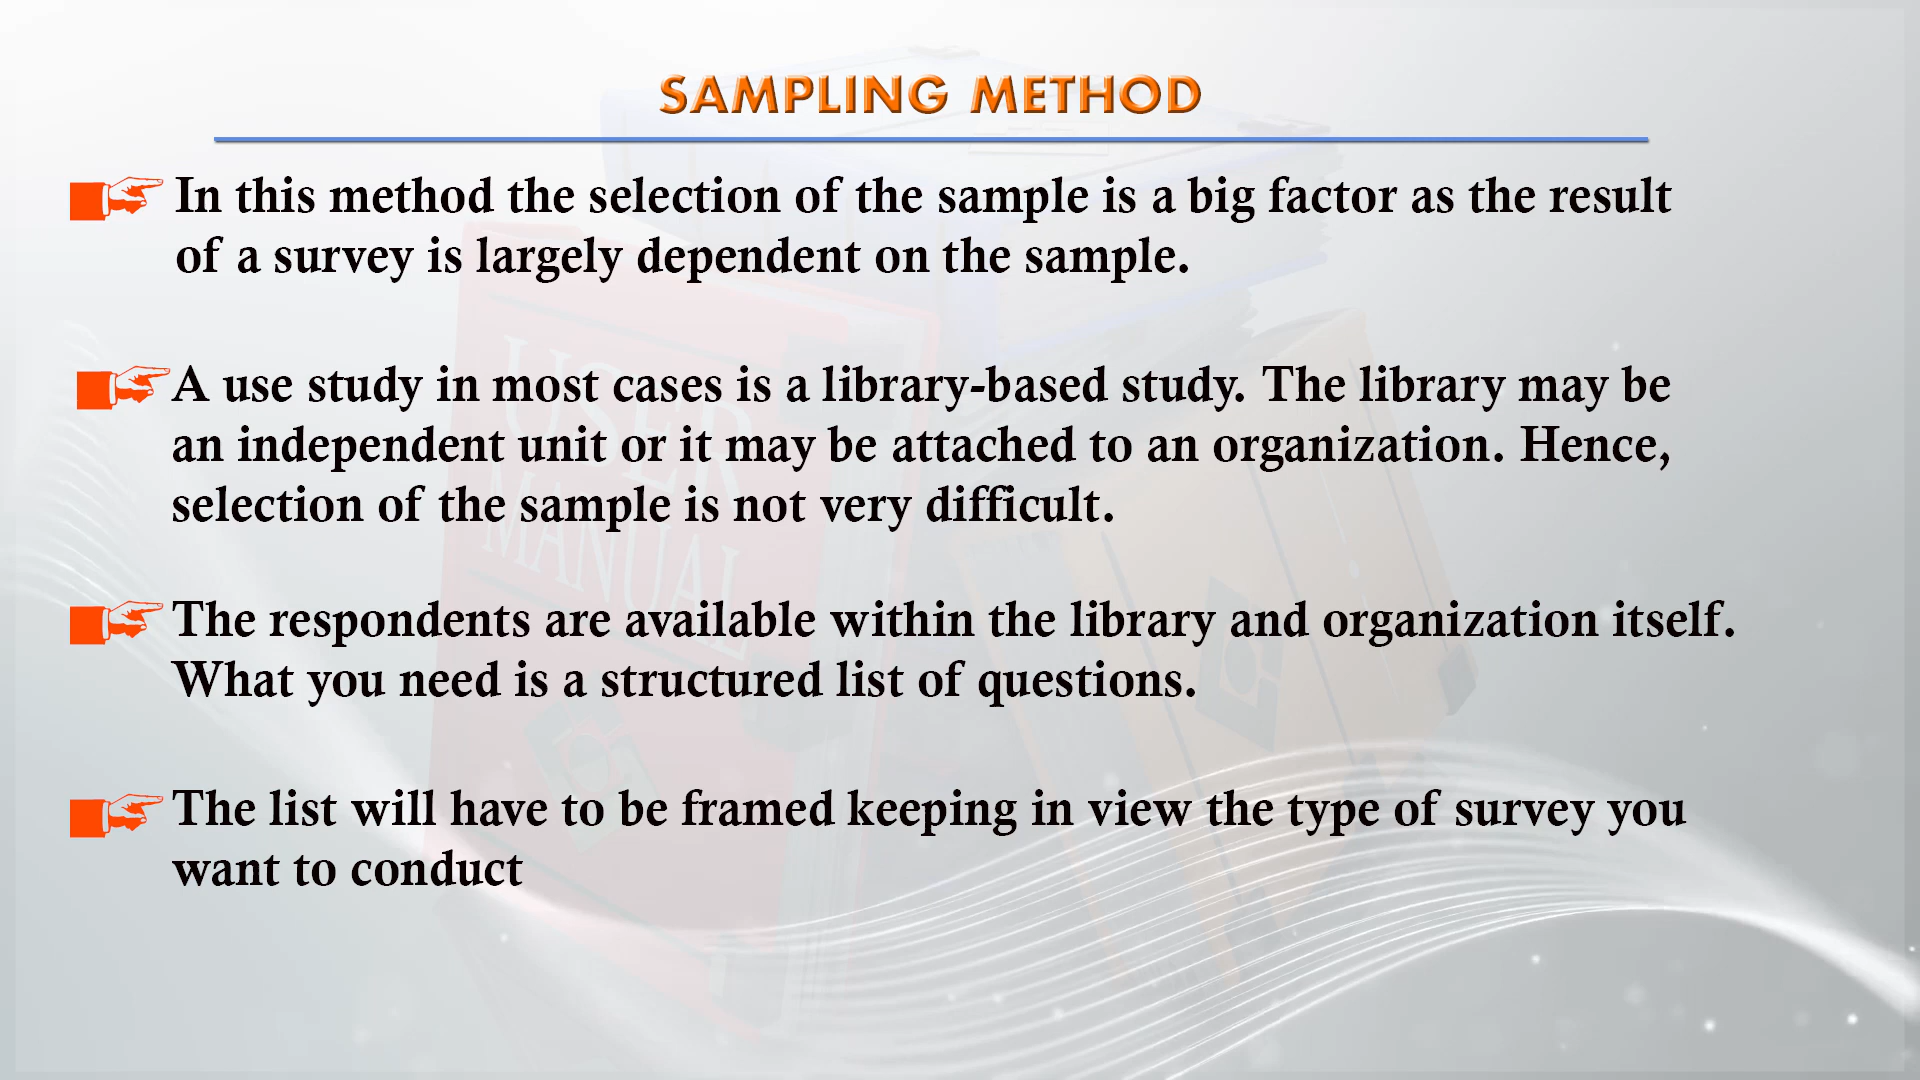 SAMPLING METHOD
In this method the selection of the sample is a big factor as the result
of a survey is largely dependent on the sample.
A use study in most cases is a library-based study. The library may be
an independent unit or it may be attached to an organization. Hence,
selection of the sample is not very difficult.
The respondents are available within the library and organization itself.
What you need is a structured list of questions.
The list will have to be framed keeping in view the type of survey you
want to conduct
USER
MANUAL